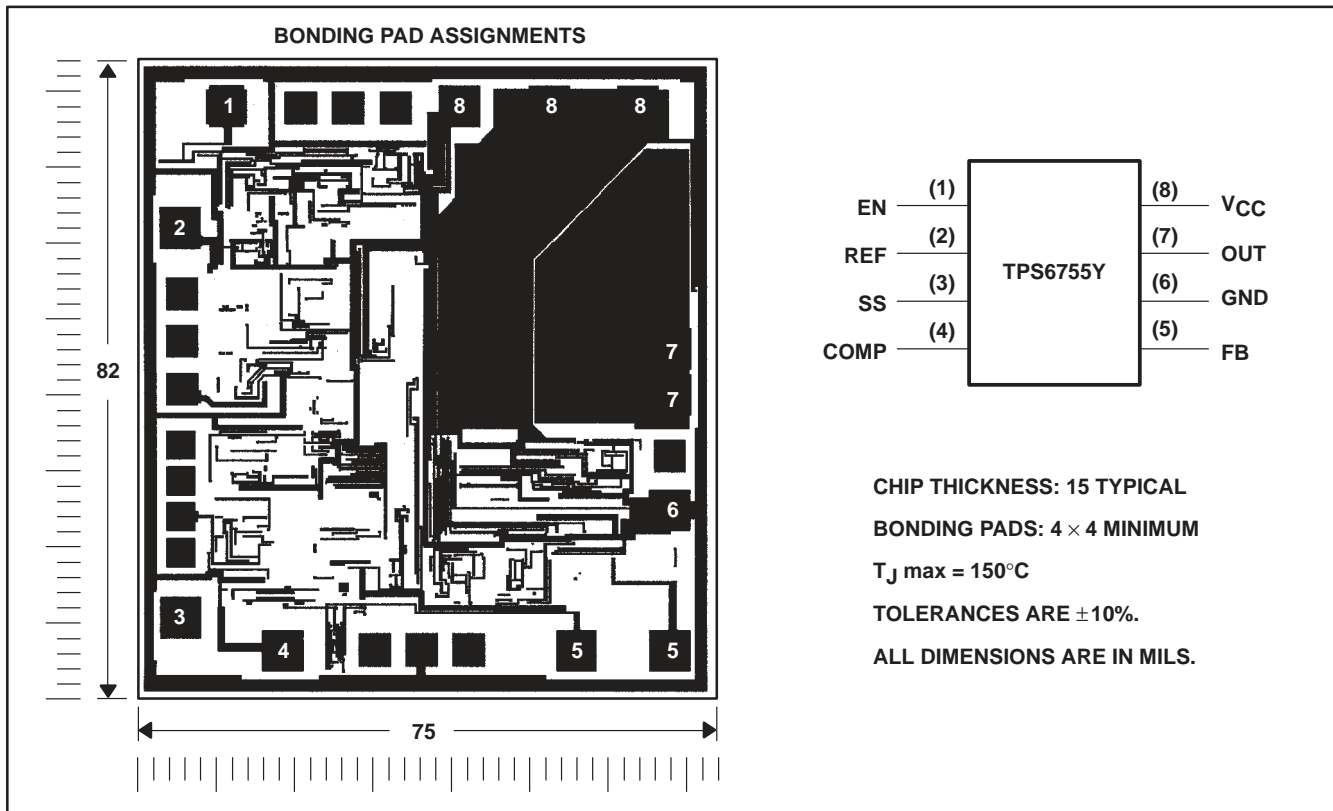 BONDING PAD ASSIGNMENTS
1
8
8
8
2
7
7
6
3
4
5
5
82
75
(1)
EN
(2)
REF
(3)
SS
(4)
COMP
TPS6755Y
(8)
VCC
(7)
OUT
(6)
GND
(5)
FB
CHIP THICKNESS: 15 TYPICAL
BONDING PADS: 4 × 4 MINIMUM
TJ max = 150°C
TOLERANCES ARE ±10%.
ALL DIMENSIONS ARE IN MILS.